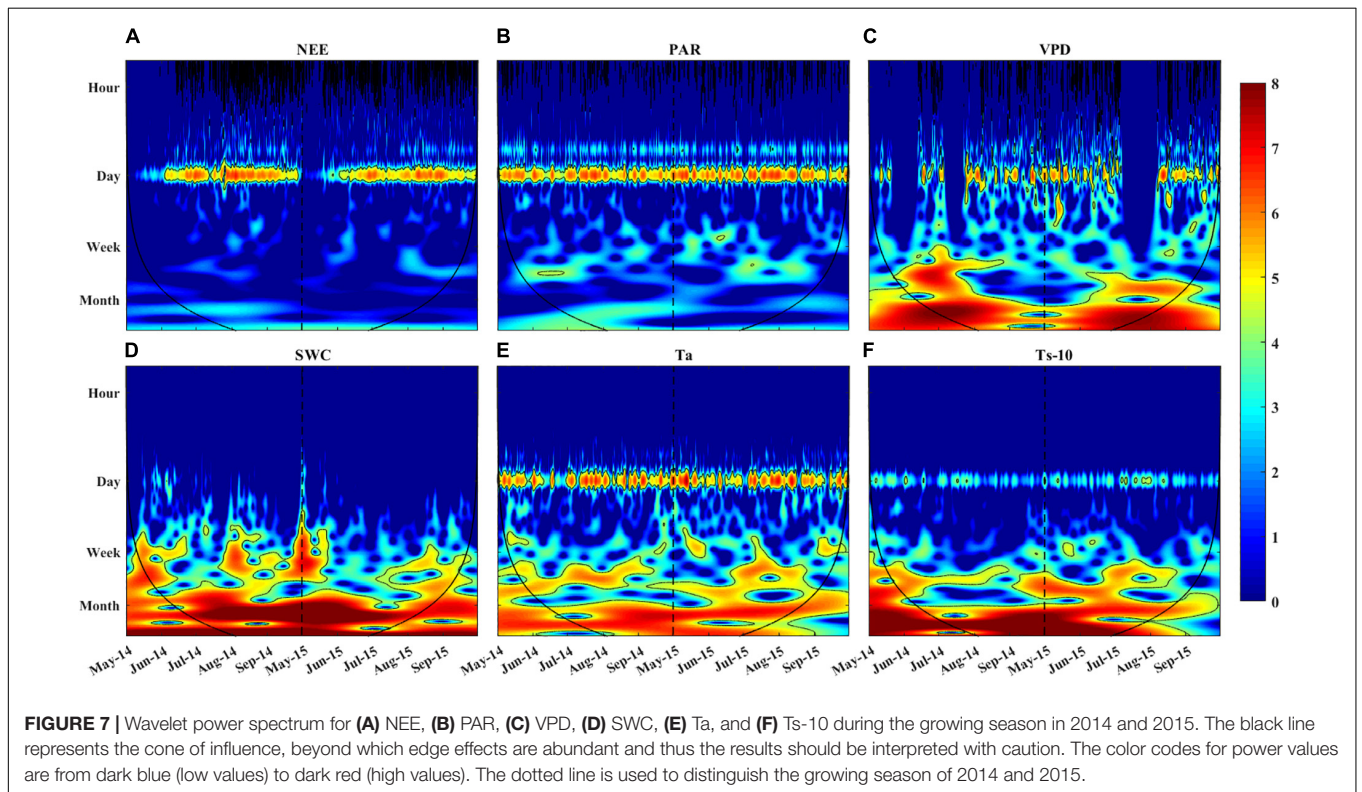 A
NEE
B
PAR
C
VPD
Hour
Day
Week
Month
8
7
6
5
4
3
2
1
0
D
SWC
E
Ta
F
Ts-10
Hour
Day
Week
Month
May-14 Jun-14 Jul-14 Aug-14 Sep-14 May-15 Jun-15 Jul-15 Aug-15 Sep-15
May-14 Jun-14 Jul-14 Aug-14 Sep-14 May-15 Jun-15 Jul-15 Aug-15 Sep-15
May-14 Jun-14 Jul-14 Aug-14 Sep-14 May-15 Jun-15 Jul-15 Aug-15 Sep-15
FIGURE 7 | Wavelet power spectrum for (A) NEE, (B) PAR, (C) VPD, (D) SWC, (E) Ta, and (F) Ts-10 during the growing season in 2014 and 2015. The black line
represents the cone of influence, beyond which edge effects are abundant and thus the results should be interpreted with caution. The color codes for power values
are from dark blue (low values) to dark red (high values). The dotted line is used to distinguish the growing season of 2014 and 2015.